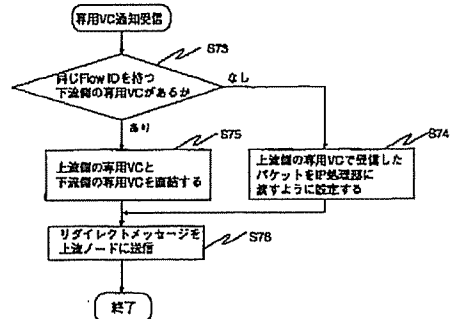 専用VC通知受信
S73
同じFlow IDを持つ
下流側の専用VCがあるか
なし
あり
S75
S74
上流側の専用VCと
下流側の専用VCを直結する
上流側の専用VCで受信した
パケットをIP処理部に
渡すように設定する
リダイレクトメッセージを
上流ノードに送信
S76
終了